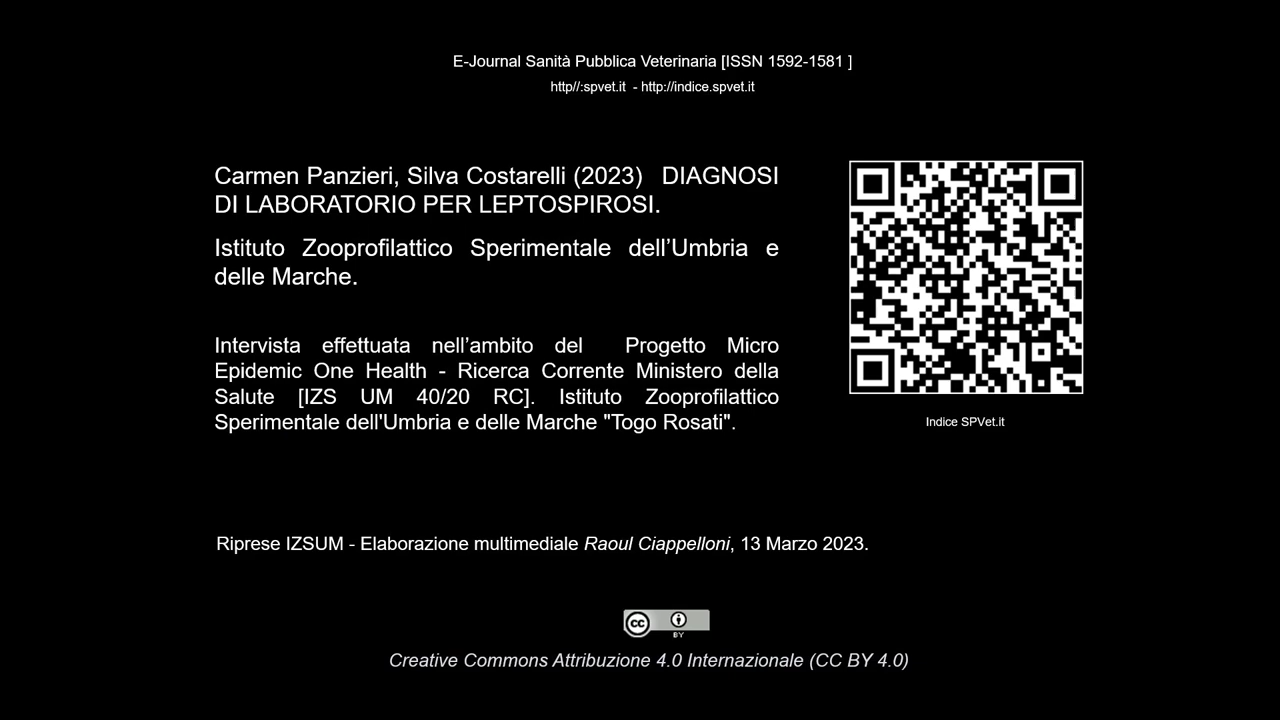 E-Journal Sanità Pubblica Veterinaria [ISSN 1592-1581 ]
http//:spvet.it - http://indice.spvet.it
Carmen Panzieri, Silva Costarelli (2023) DIAGNOSI
DI LABORATORIO PER LEPTOSPIROSI.
Istituto Zooprofilattico Sperimentale dell’Umbria e
delle Marche.
Intervista effettuata nell’ambito del Progetto Micro
Epidemic One Health - Ricerca Corrente Ministero della
Salute [IZS UM 40/20 RC]. Istituto Zooprofilattico
Sperimentale dell'Umbria e delle Marche "Togo Rosati".
Indice SPVet.it
Riprese IZSUM - Elaborazione multimediale Raoul Ciappelloni, 13 Marzo 2023.
cc
BY
Creative Commons Attribuzione 4.0 Internazionale (CC BY 4.0)